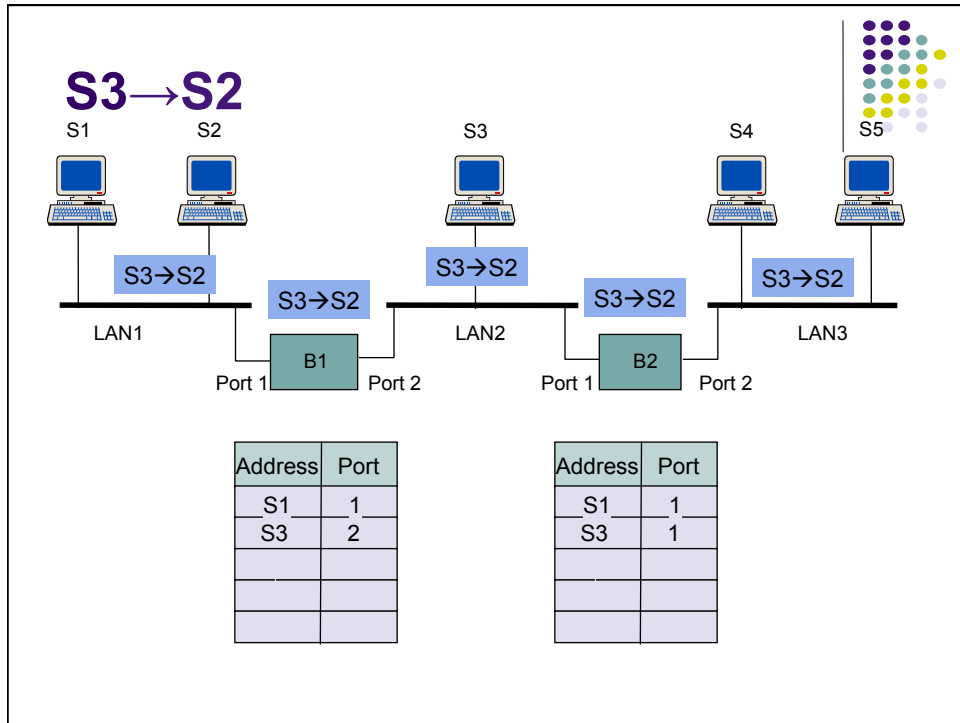 S3→S2
S1 S2 S3 S4 S5
S3→S2 S3→S2 S3→S2 S3→S2 S3→S2
LAN1 LAN2 LAN3
B1 B2
Port 1 Port 2 Port 1 Port 2
Address Port Address Port
S1 1 S1 1
S3 2 S3 1